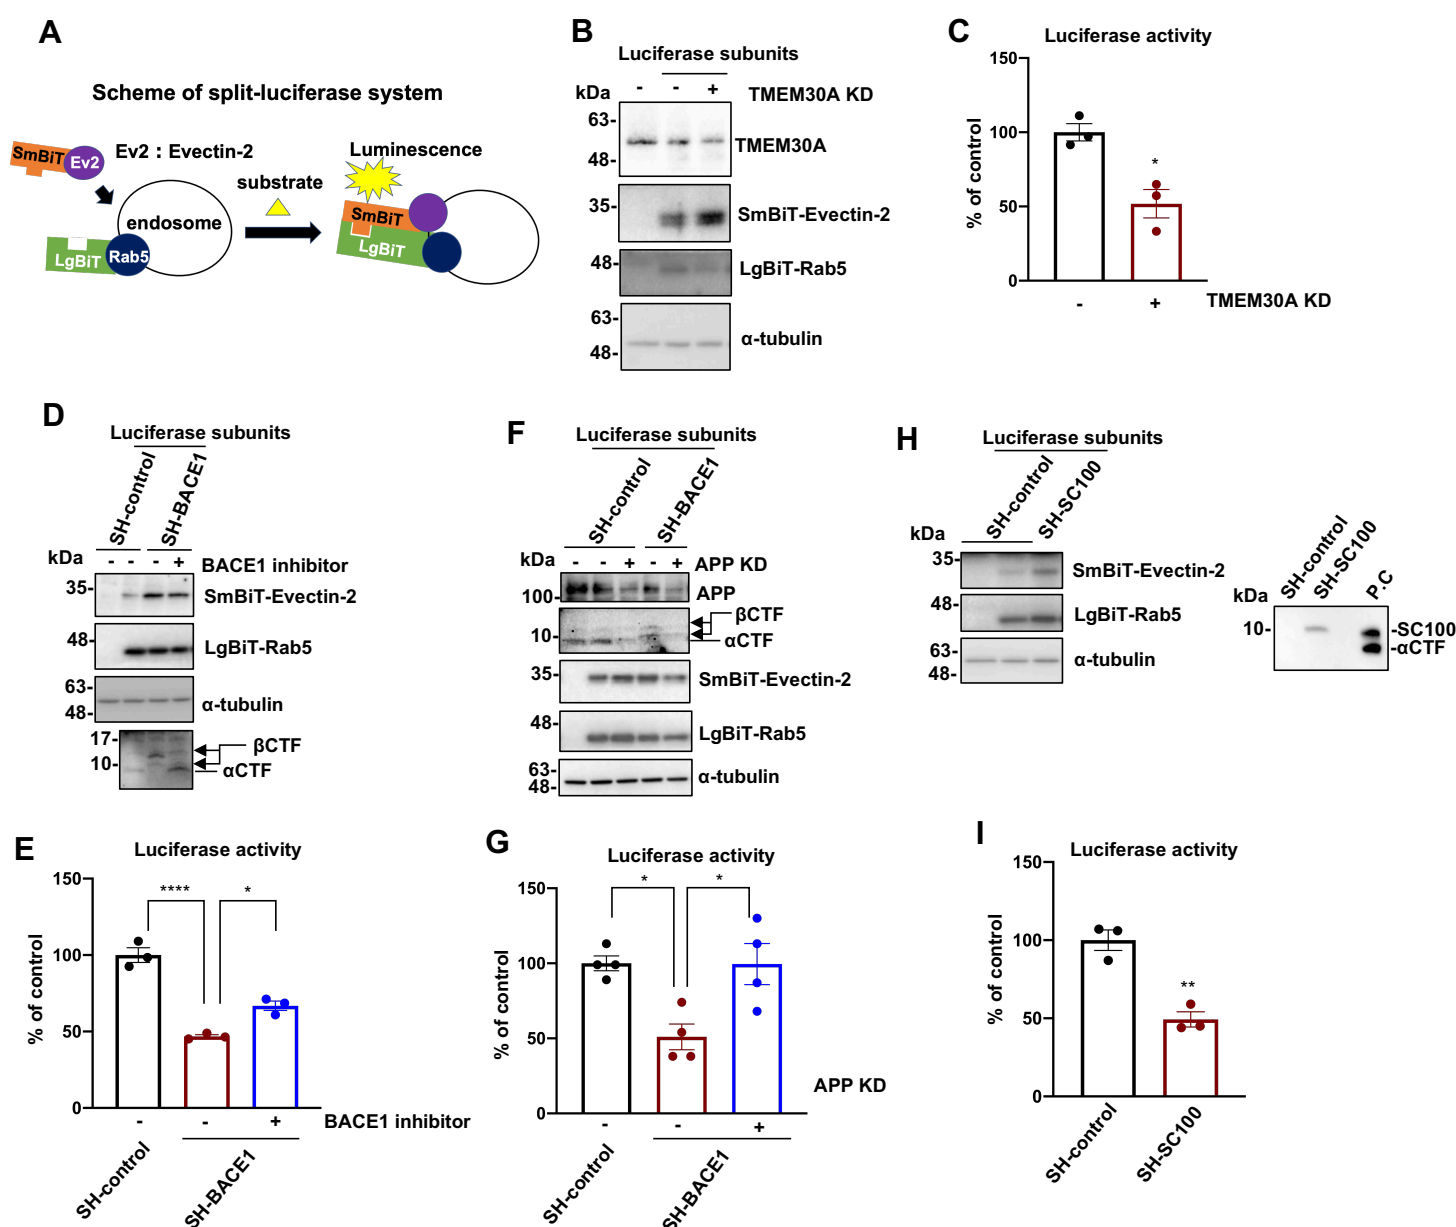 A
Scheme of split-luciferase system
SmBiT
Ev2
Ev2 : Evectin-2
endosome
LgBiT
Rab5
substrate
Luminescence
SmBiT
LgBiT
B
Luciferase subunits
kDa
- - + TMEM30A KD
63-
48-
TMEM30A
35-
SmBiT-Evectin-2
48-
LgBiT-Rab5
63-
48-
α-tubulin
C
Luciferase activity
% of control
150
100
50
0
*
- + TMEM30A KD
D
Luciferase subunits
SH-control
SH-BACE1
kDa
- - - + BACE1 inhibitor
35-
SmBiT-Evectin-2
48-
LgBiT-Rab5
63-
48-
α-tubulin
17-
10-
βCTF
αCTF
E
Luciferase activity
% of control
150
100
50
0
**** *
- - + BACE1 inhibitor
SH-control
SH-BACE1
F
Luciferase subunits
SH-control
SH-BACE1
kDa
- - + - + APP KD
100-
APP
10-
βCTF
αCTF
35-
SmBiT-Evectin-2
48-
LgBiT-Rab5
63-
48-
α-tubulin
G
Luciferase activity
% of control
150
100
50
0
* *
APP KD
- - +
SH-control
SH-BACE1
H
Luciferase subunits
SH-control
SH-SC100
kDa
35-
SmBiT-Evectin-2
48-
LgBiT-Rab5
63-
48-
α-tubulin
SH-control
SH-SC100
P.C
kDa
10-
-SC100
-αCTF
I
Luciferase activity
% of control
150
100
50
0
**
SH-control
SH-SC100